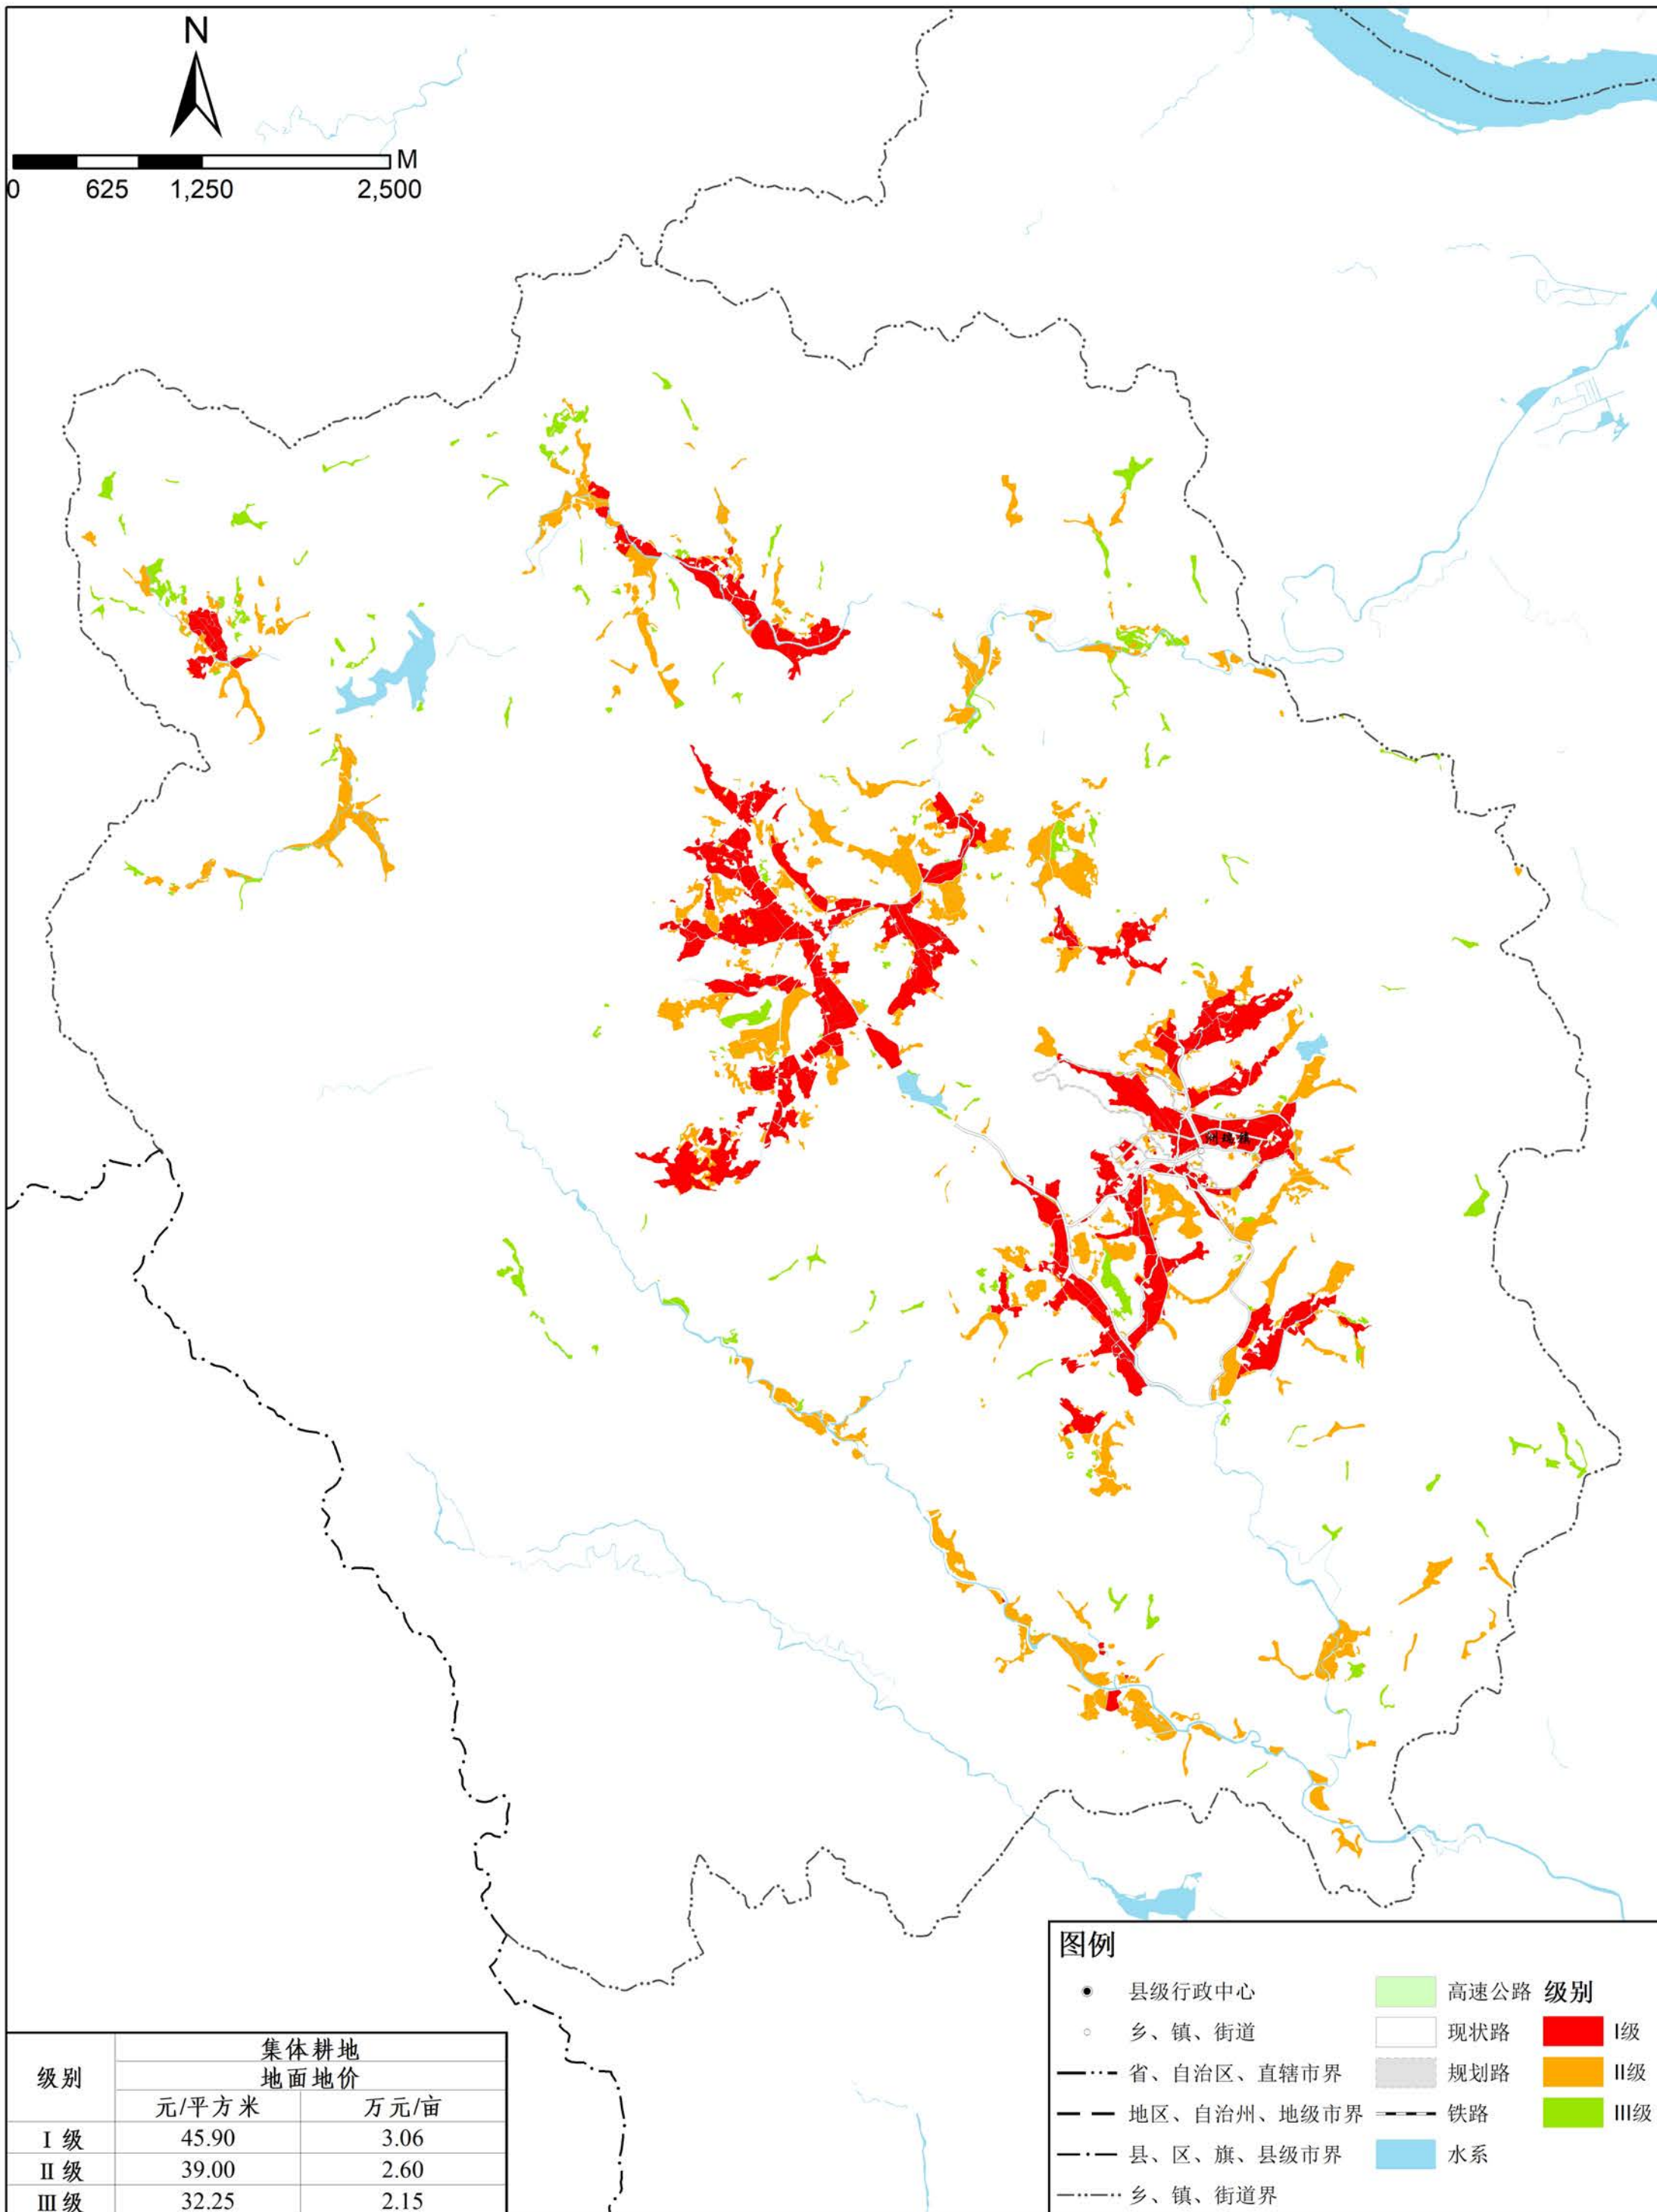 N
M
0 625 1,250 2,500
图例
县级行政中心
乡、镇、街道
省、自治区、直辖市界
地区、自治州、地级市界
县、区、旗、县级市界
乡、镇、街道界
高速公路
现状路
规划路
铁路
水系
级别
I级
II级
III级
级别 集体耕地
地面地价
元/平方米 万元/亩
I 级 45.90 3.06
II 级 39.00 2.60
III 级 32.25 2.15